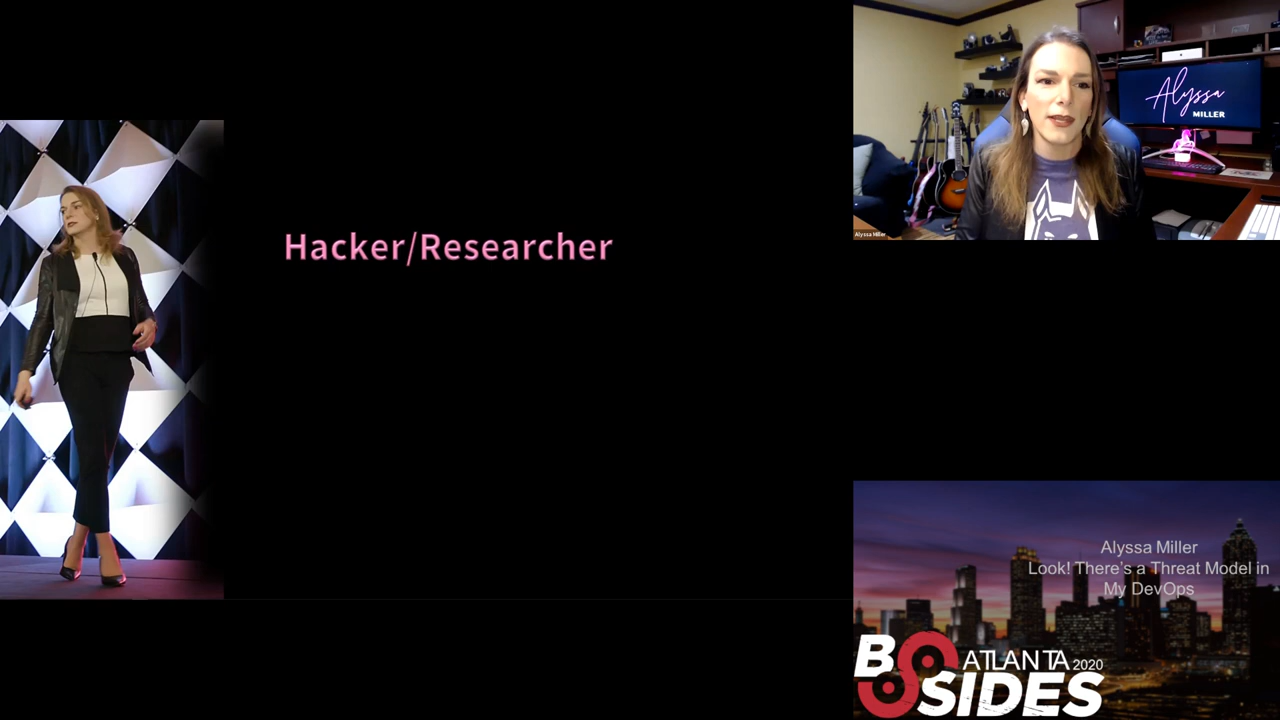 Hacker/Researcher
Alyssa
MILLER
Alyssa Miller
Alyssa Miller
Look! There's a Threat Model in
My DevOps
BSIDES
ATLANTA 2020